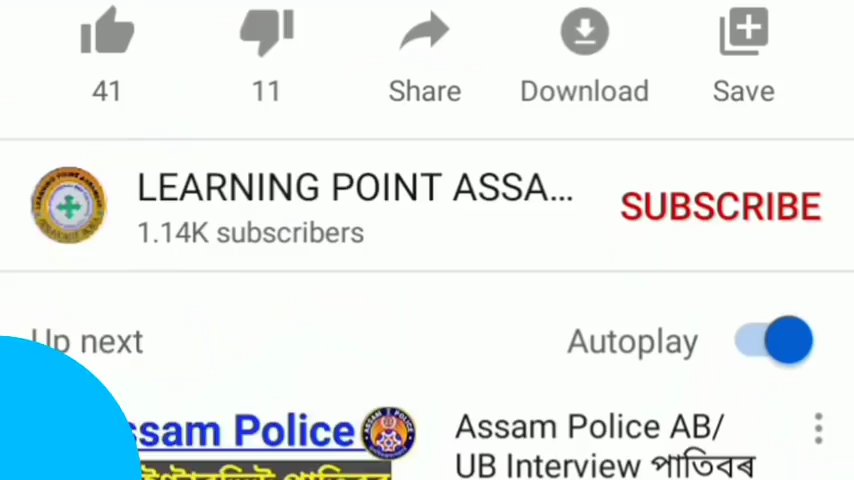 41
11
Share
Download
Save
LEARNING POINT ASSA...
1.14K subscribers
SUBSCRIBE
Up next
Autoplay
ssam Police
Assam Police AB/
UB Interview পাতিবৰ